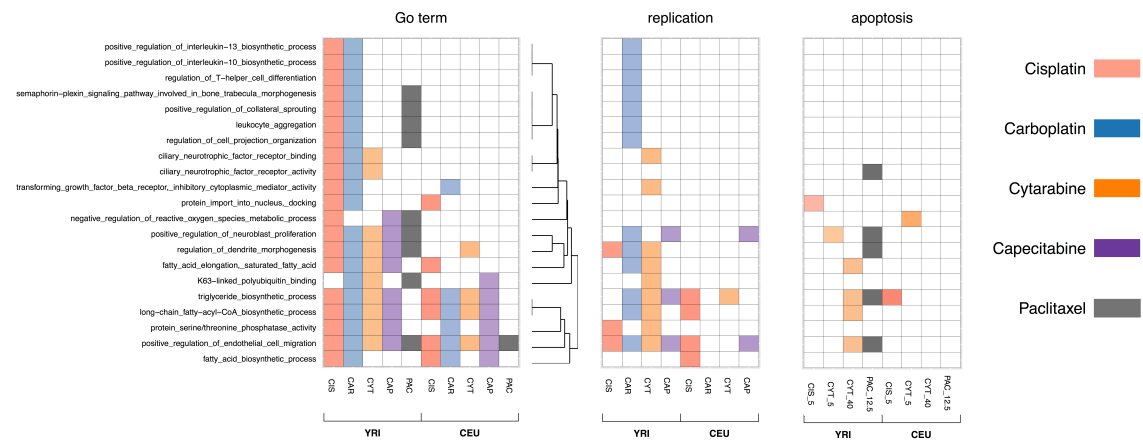 Go term
replication
apoptosis
positive_regulation_of_interleukin−13_biosynthetic_process
positive_regulation_of_interleukin−10_biosynthetic_process
regulation_of_T−helper_cell_differentiation
semaphorin−plexin_signaling_pathway_involved_in_bone_trabecula_morphogenesis
positive_regulation_of_collateral_sprouting
leukocyte_aggregation
regulation_of_cell_projection_organization
ciliary_neurotrophic_factor_receptor_binding
ciliary_neurotrophic_factor_receptor_activity
transforming_growth_factor_beta_receptor,_inhibitory_cytoplasmic_mediator_activity
protein_import_into_nucleus,_docking
negative_regulation_of_reactive_oxygen_species_metabolic_process
positive_regulation_of_neuroblast_proliferation
regulation_of_dendrite_morphogenesis
fatty_acid_elongation,_saturated_fatty_acid
K63−linked_polyubiquitin_binding
triglyceride_biosynthetic_process
long−chain_fatty−acyl−CoA_biosynthetic_process
protein_serine/threonine_phosphatase_activity
positive_regulation_of_endothelial_cell_migration
fatty_acid_biosynthetic_process
Cisplatin
Carboplatin
Cytarabine
Capecitabine
Paclitaxel
CIS CAR CYT CAP PAC CIS CAR CYT CAP PAC
YRI CEU
CIS CAR CYT CAP CIS CAR CYT CAP
YRI CEU
CIS_5 CYT_5 CYT_40 PAC_12.5 CIS_5 CYT_5 CYT_40 PAC_12.5
YRI CEU